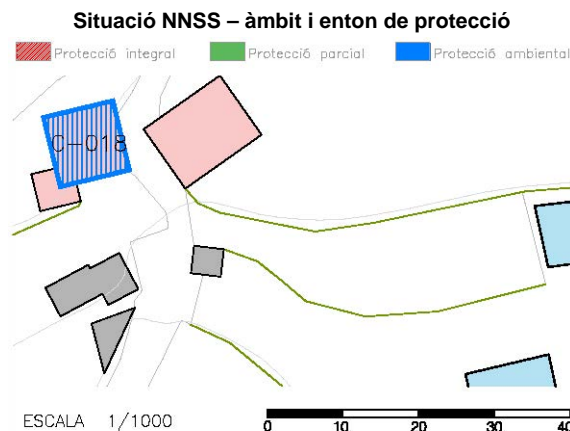 Situació NNSS – àmbit i enton de protecció
Protecció integral Protecció parcial Protecció ambiental
C-018
ESCALA 1/1000 0 10 20 30 40